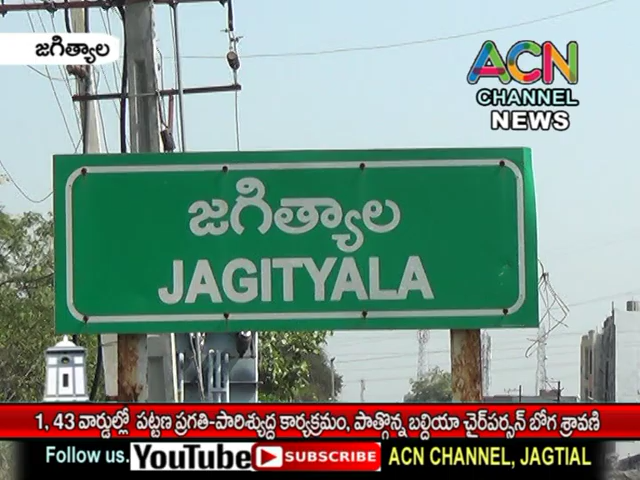 జగిత్యాల
ACN
CHANNEL
NEWS
జగిత్యాల
JAGITYALA
1, 43 వార్డుల్లో పట్టణ ప్రగతి-పారిశుద్ధ కార్యక్రమం, పాల్గొన్న బల్దియా చైర్‌పర్సన్ బోగ శ్రావణి
Follow us. YouTube SUBSCRIBE ACN CHANNEL, JAGTIAL